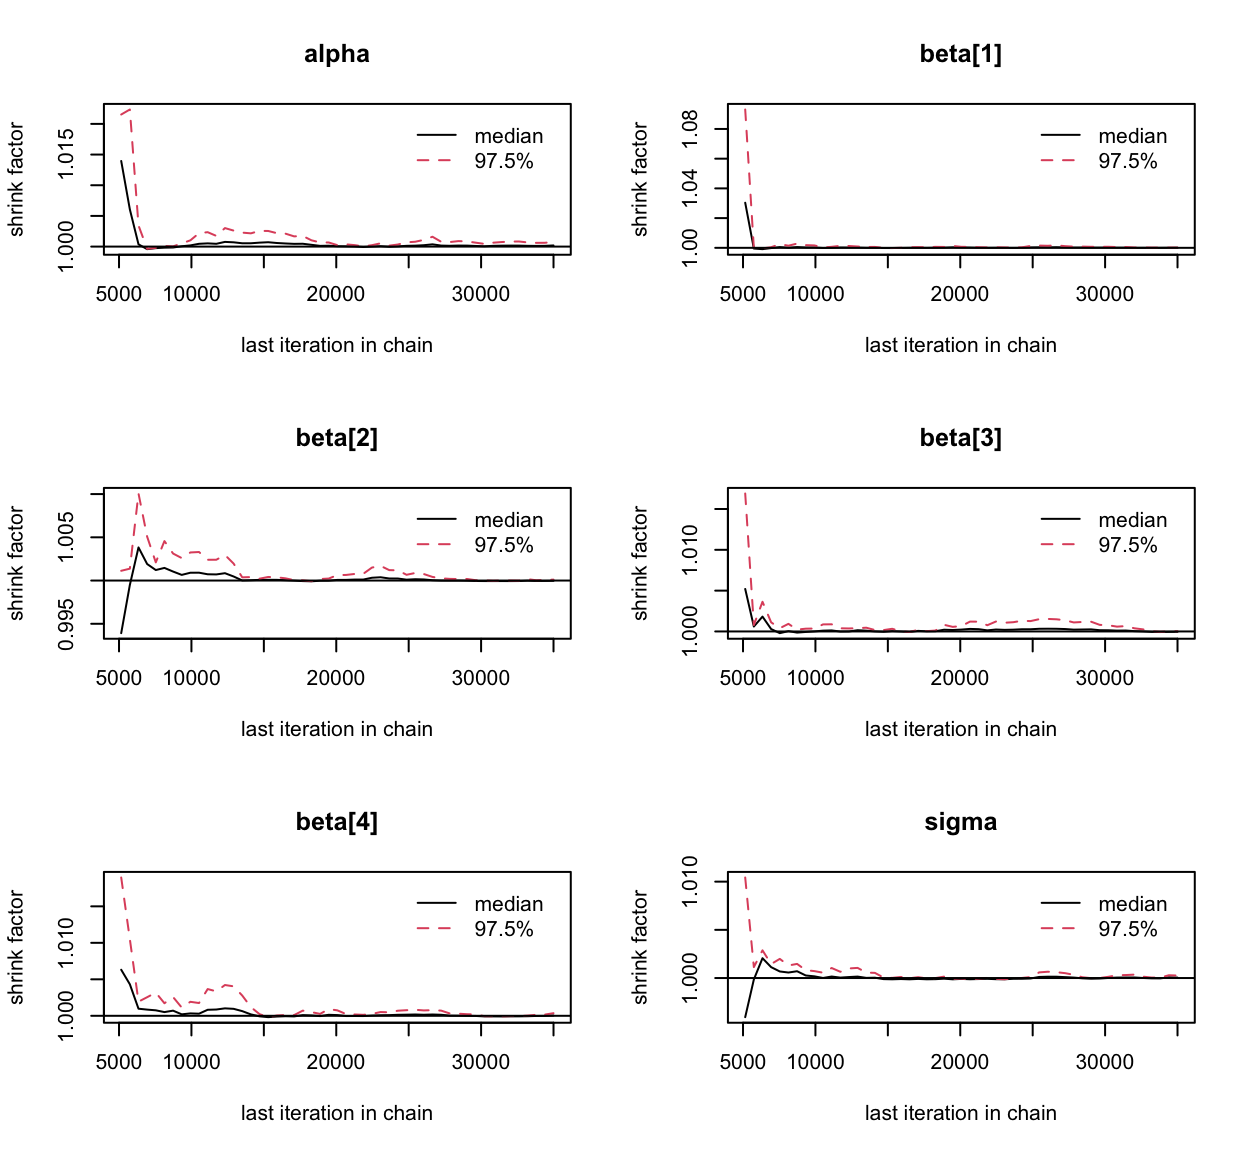 alpha
shrink factor
1.000
1.015
median
97.5%
5000 10000 20000 30000
last iteration in chain
beta[1]
shrink factor
1.00
1.04
1.08
median
97.5%
5000 10000 20000 30000
last iteration in chain
beta[2]
shrink factor
0.995
1.005
median
97.5%
5000 10000 20000 30000
last iteration in chain
beta[3]
shrink factor
1.000
1.010
median
97.5%
5000 10000 20000 30000
last iteration in chain
beta[4]
shrink factor
1.000
1.010
median
97.5%
5000 10000 20000 30000
last iteration in chain
sigma
shrink factor
1.000
1.010
median
97.5%
5000 10000 20000 30000
last iteration in chain